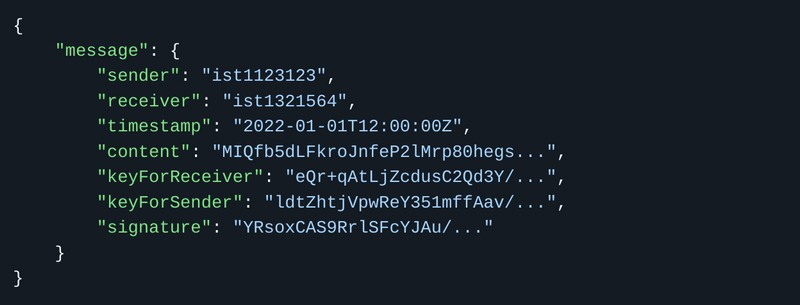 {
    "message": {
        "sender": "ist1123123",
        "receiver": "ist1321564",
        "timestamp": "2022-01-01T12:00:00Z",
        "content": "MIQfb5dLFkroJnfeP2lMrp80hegs...",
        "keyForReceiver": "eQr+qAtLjZcdusC2Qd3Y/...",
        "keyForSender": "ldtZhtjVpwReY351mffAav/...",
        "signature": "YRsoxCAS9RrlSFcYJAu/..."
    }
}